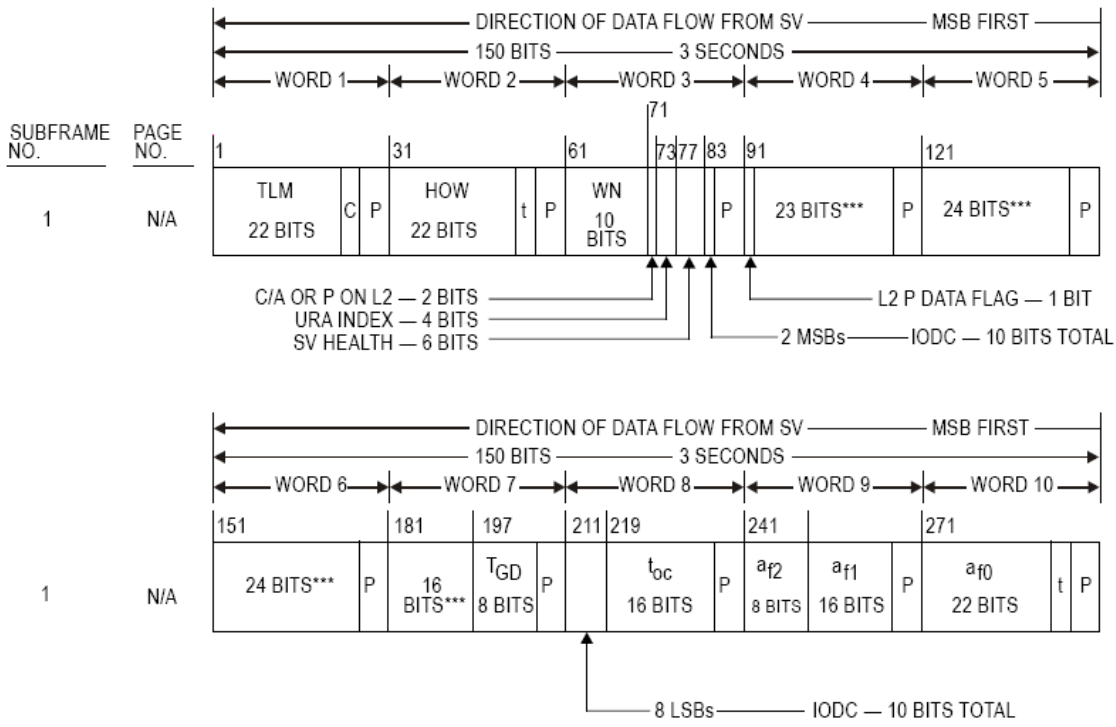 DIRECTION OF DATA FLOW FROM SV MSB FIRST
150 BITS 3 SECONDS
WORD 1 WORD 2 WORD 3 WORD 4 WORD 5
SUBFRAME NO. PAGE NO.
1 31 61 71 73 77 83 91 121
1 N/A
TLM 22 BITS C P HOW 22 BITS t P WN 10 BITS P 23 BITS*** P 24 BITS*** P
C/A OR P ON L2 — 2 BITS
URA INDEX — 4 BITS
SV HEALTH — 6 BITS
L2 P DATA FLAG — 1 BIT
2 MSBs IODC — 10 BITS TOTAL
DIRECTION OF DATA FLOW FROM SV MSB FIRST
150 BITS 3 SECONDS
WORD 6 WORD 7 WORD 8 WORD 9 WORD 10
151 181 197 211 219 241 271
1 N/A
24 BITS*** P 16 BITS*** TGD 8 BITS P toc 16 BITS P af2 8 BITS af1 16 BITS P af0 22 BITS t P
8 LSBs IODC — 10 BITS TOTAL